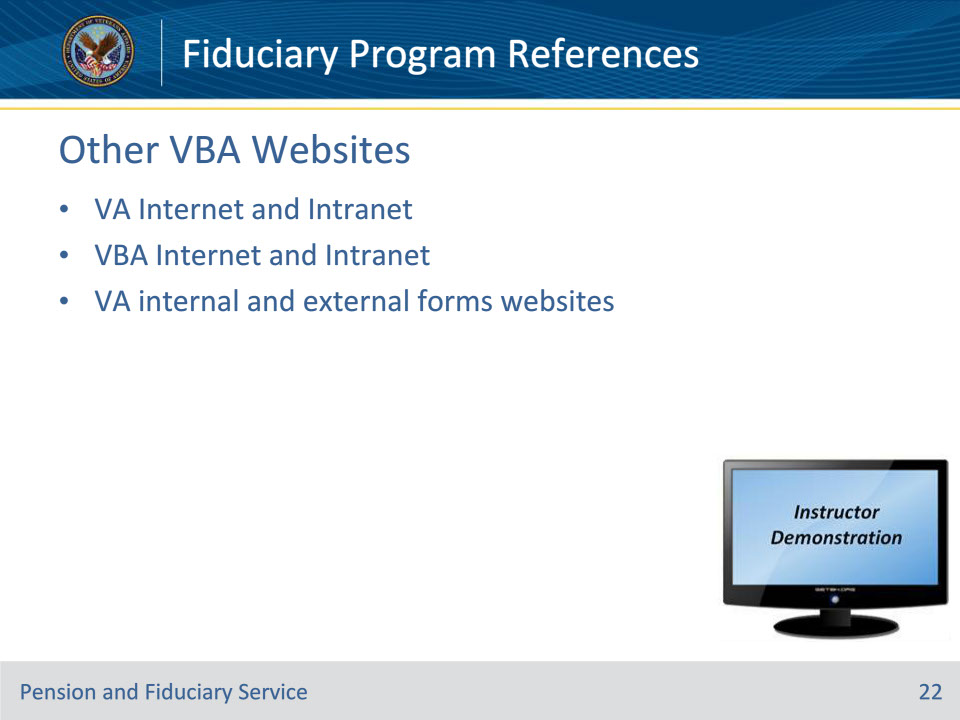 Fiduciary Program References
Other VBA Websites
• VA Internet and Intranet
• VBA Internet and Intranet
• VA internal and external forms websites
Instructor
Demonstration
Pension and Fiduciary Service
22